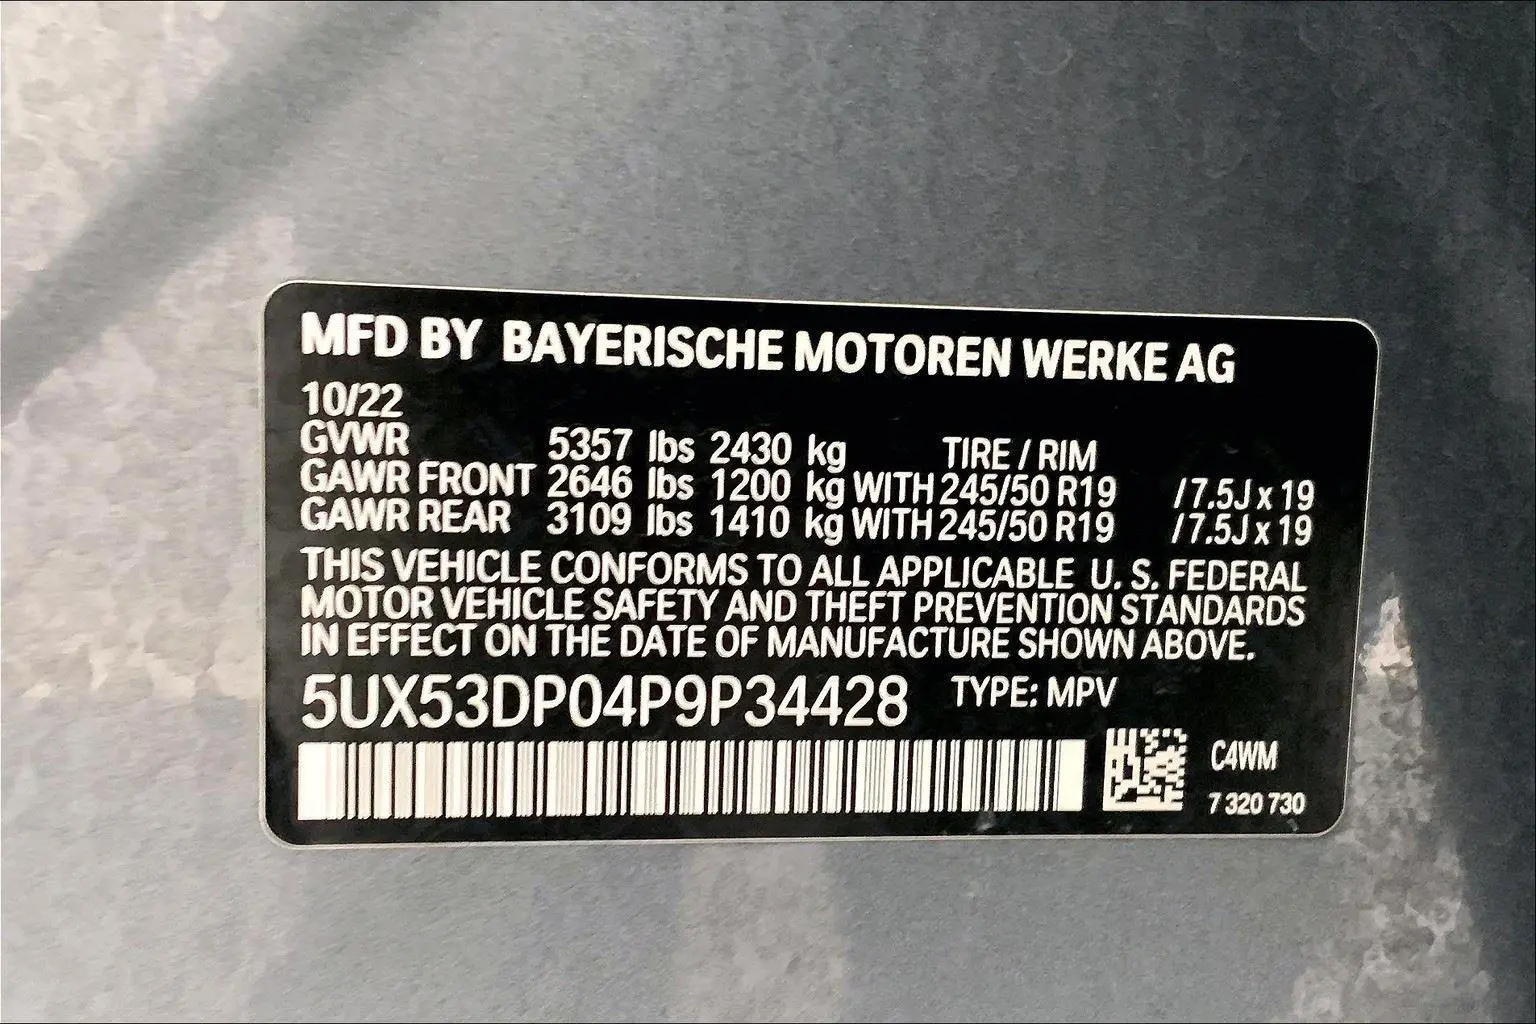 MFD BY BAYERISCHE MOTOREN WERKE AG
10/22
GVWR 5357 lbs 2430 kg TIRE / RIM
GAWR FRONT 2646 lbs 1200 kg WITH 245/50 R19 / 7.5J x 19
GAWR REAR 3109 lbs 1410 kg WITH 245/50 R19 / 7.5J x 19
THIS VEHICLE CONFORMS TO ALL APPLICABLE U. S. FEDERAL
MOTOR VEHICLE SAFETY AND THEFT PREVENTION STANDARDS
IN EFFECT ON THE DATE OF MANUFACTURE SHOWN ABOVE.
5UX53DP04P9P34428 TYPE: MPV
C4WM
7 320 730